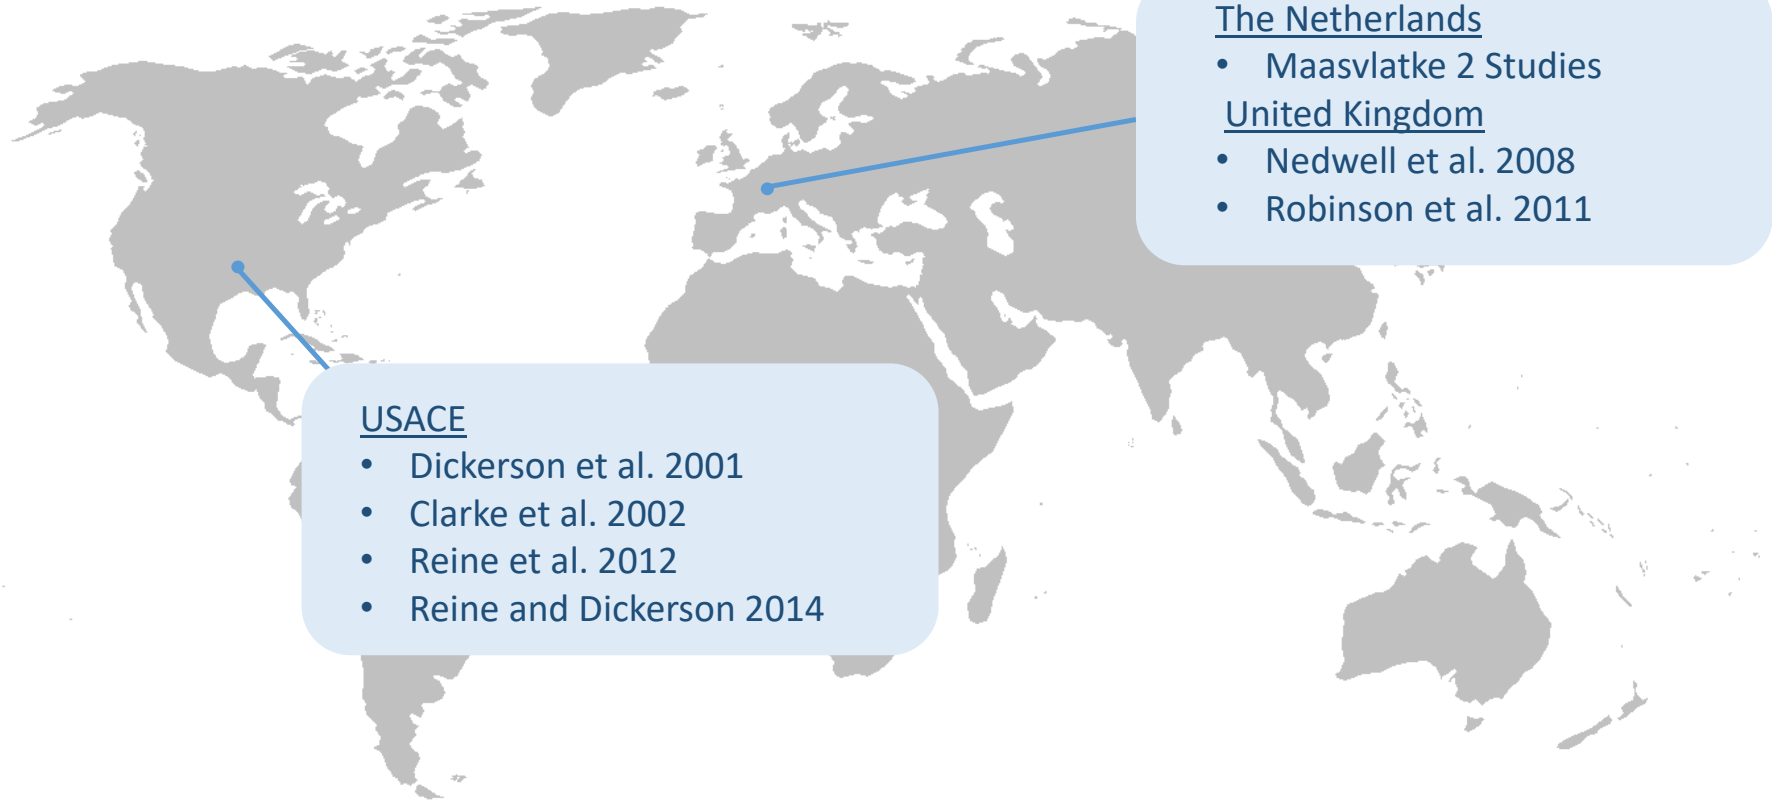 The Netherlands
• Maasvlatke 2 Studies
United Kingdom
• Nedwell et al. 2008
• Robinson et al. 2011
USACE
• Dickerson et al. 2001
• Clarke et al. 2002
• Reine et al. 2012
• Reine and Dickerson 2014